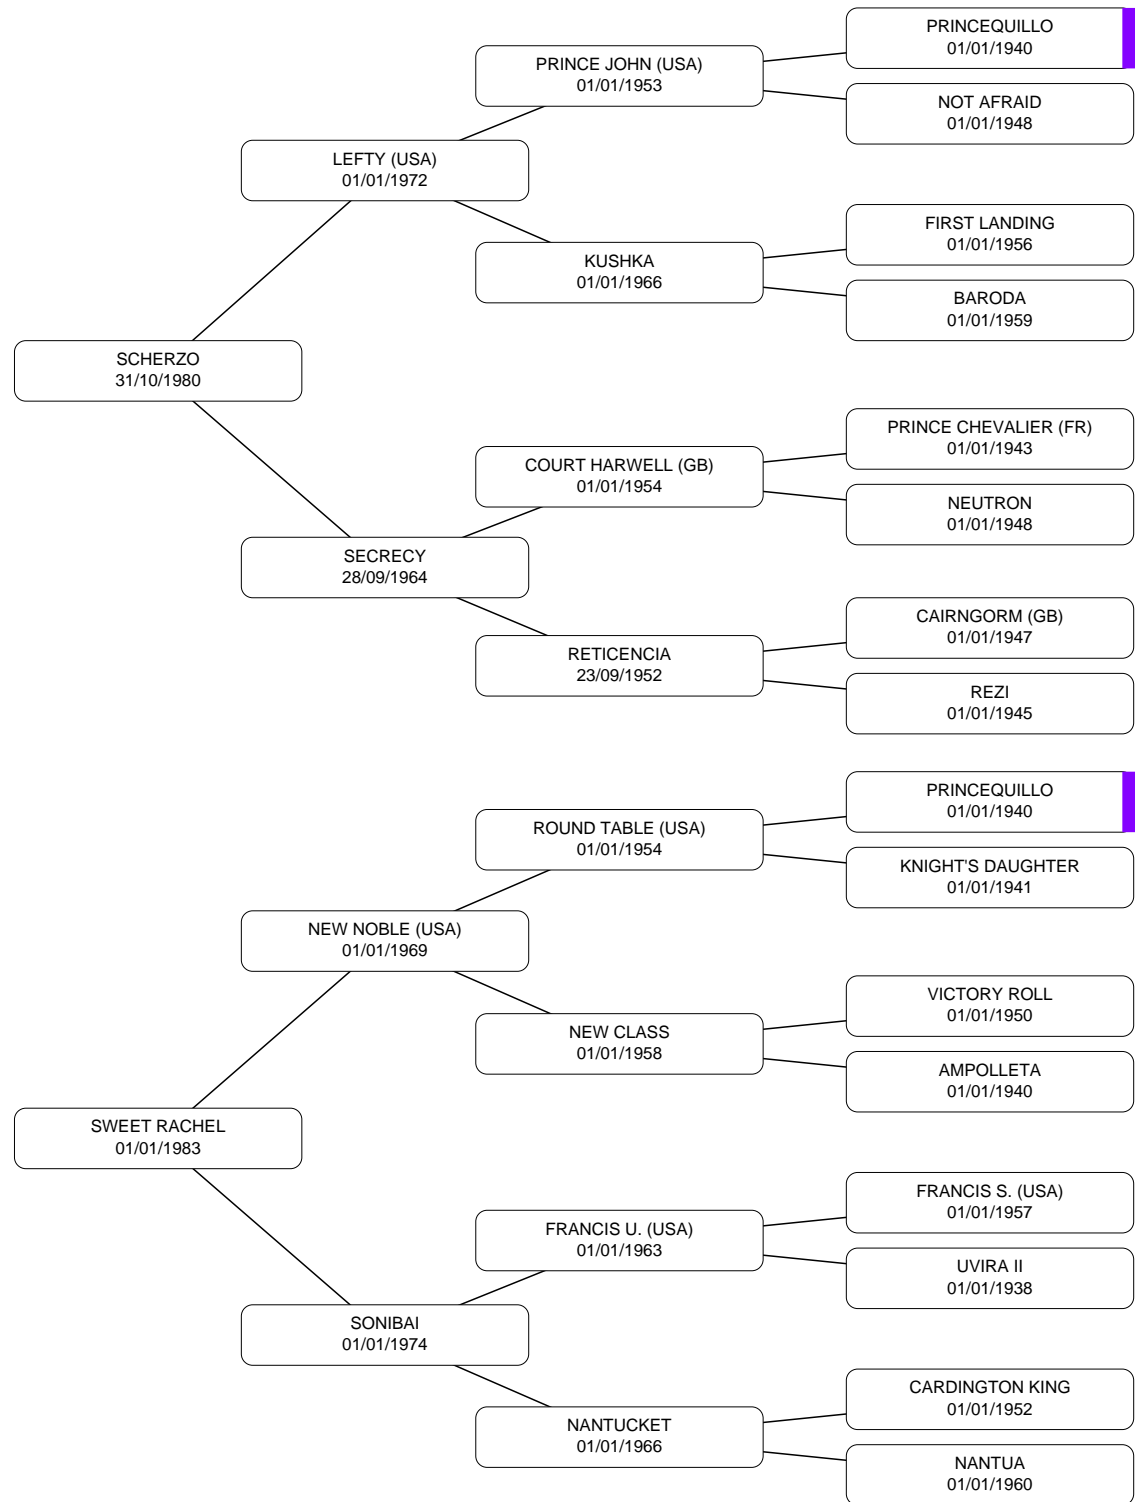 PRINCEQUILLO
01/01/1940
PRINCE JOHN (USA)
01/01/1953
NOT AFRAID
01/01/1948
LEFTY (USA)
01/01/1972
FIRST LANDING
01/01/1956
KUSHKA
01/01/1966
BARODA
01/01/1959
SCHERZO
31/10/1980
PRINCE CHEVALIER (FR)
01/01/1943
COURT HARWELL (GB)
01/01/1954
NEUTRON
01/01/1948
SECRECY
28/09/1964
CAIRNGORM (GB)
01/01/1947
RETICENCIA
23/09/1952
REZI
01/01/1945
PRINCEQUILLO
01/01/1940
ROUND TABLE (USA)
01/01/1954
KNIGHT'S DAUGHTER
01/01/1941
NEW NOBLE (USA)
01/01/1969
VICTORY ROLL
01/01/1950
NEW CLASS
01/01/1958
AMPOLLETA
01/01/1940
SWEET RACHEL
01/01/1983
FRANCIS S. (USA)
01/01/1957
FRANCIS U. (USA)
01/01/1963
UVIRA II
01/01/1938
SONIBAI
01/01/1974
CARDINGTON KING
01/01/1952
NANTUCKET
01/01/1966
NANTUA
01/01/1960